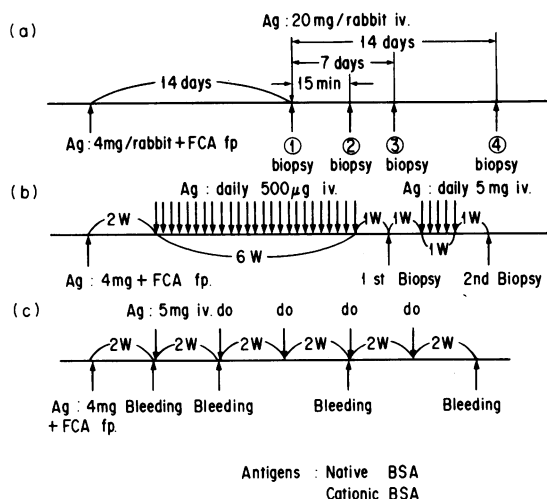 (a)
Ag : 20 mg/rabbit iv.
14 days
7 days
14 days
15 min
Ag : 4mg/rabbit + FCA fp
① ② ③ ④
biopsy biopsy biopsy biopsy
(b)
Ag : daily 500µg iv.
Ag : daily 5 mg iv.
2W 1W 1W 1W
6W 1W
Ag : 4mg + FCA fp.
1 st Biopsy 2nd Biopsy
(c)
Ag : 5mg iv. do do do do
2W 2W 2W 2W 2W 2W
Ag : 4mg Bleeding Bleeding Bleeding Bleeding
+ FCA fp.
Antigens : Native BSA
Cationic BSA